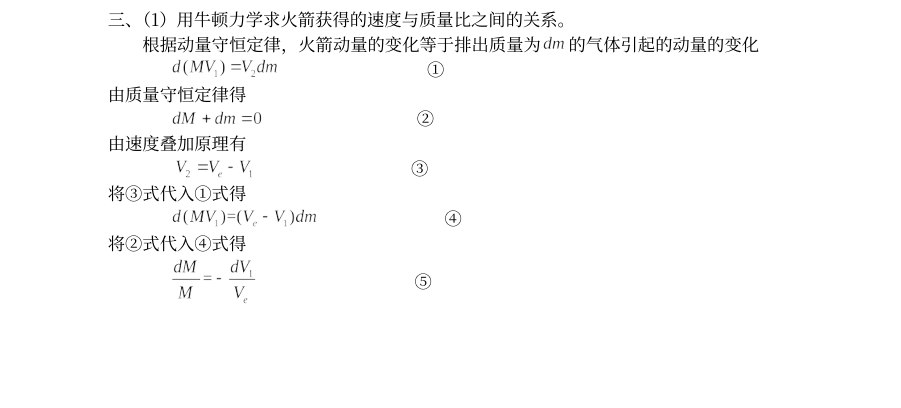 三、（1）用牛顿力学求火箭获得的速度与质量比之间的关系。
根据动量守恒定律，火箭动量的变化等于排出质量为 dm 的气体引起的动量的变化
d(MV₁)=V₂dm ①
由质量守恒定律得
dM+dm=0 ②
由速度叠加原理有
V₂=Vₑ-V₁ ③
将③式代入①式得
d(MV₁)=(Vₑ-V₁)dm ④
将②式代入④式得
dM/M=-dV₁/Vₑ ⑤